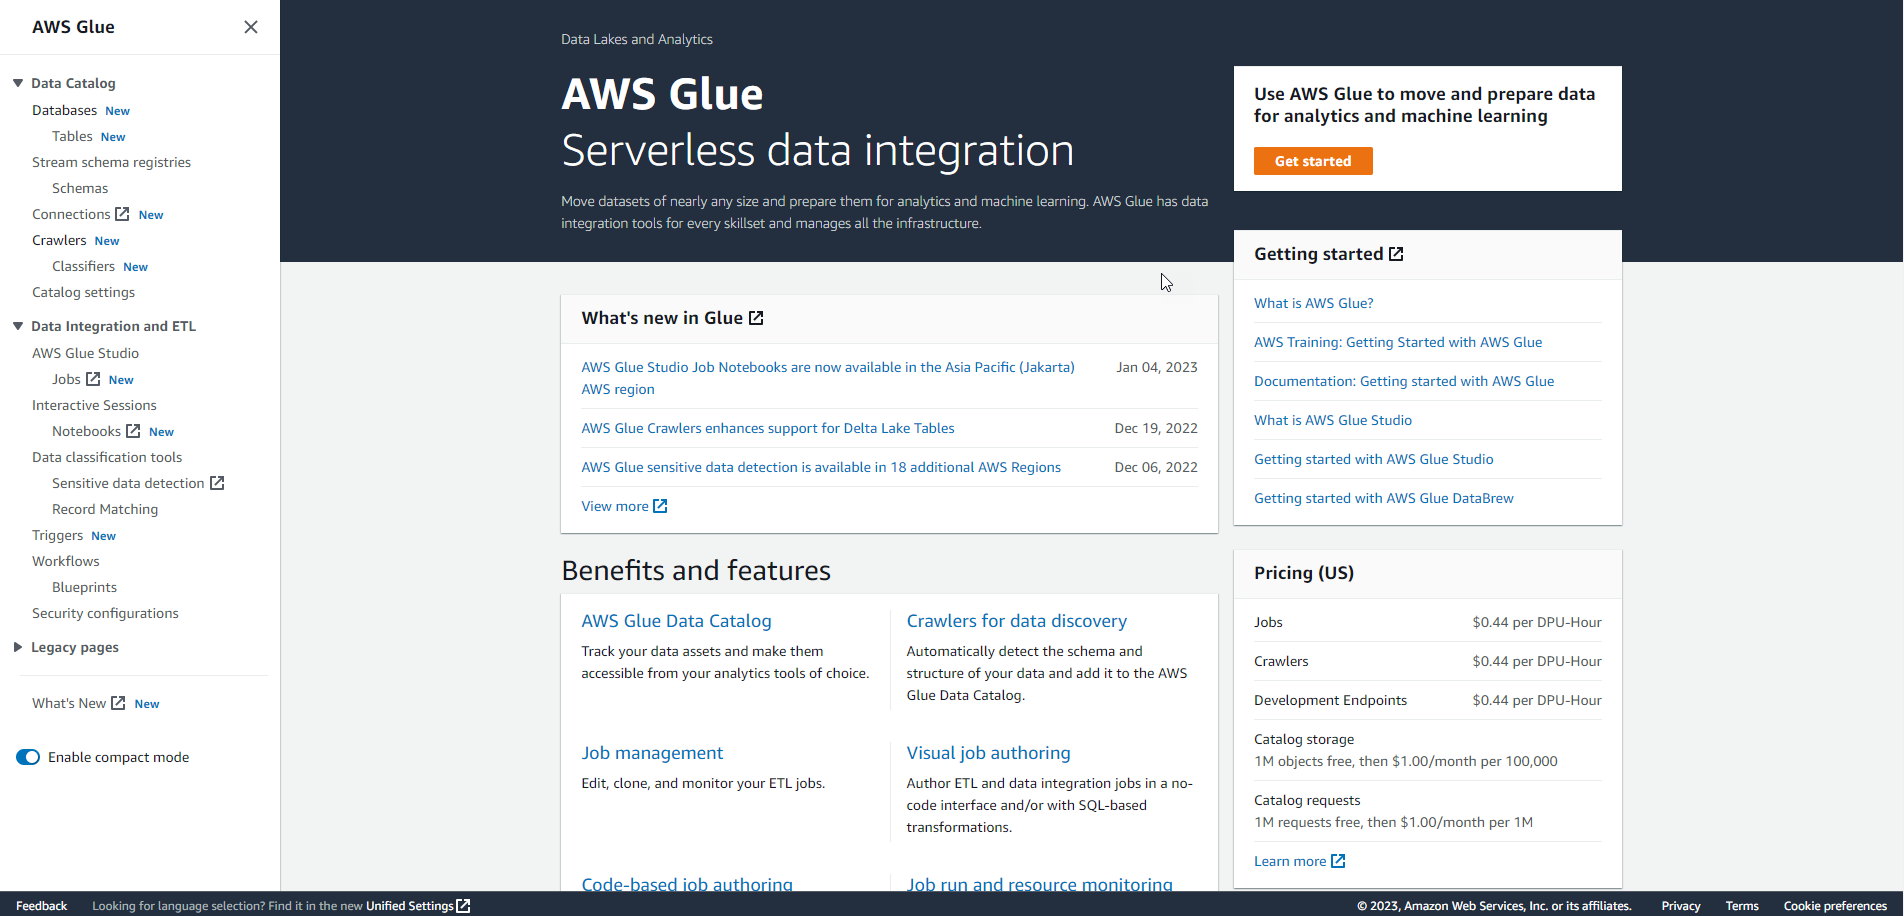 AWS Glue
Data Catalog
Databases New
Tables New
Stream schema registries
Schemas
Connections New
Crawlers New
Classifiers New
Catalog settings
Data Integration and ETL
AWS Glue Studio
Jobs New
Interactive Sessions
Notebooks New
Data classification tools
Sensitive data detection
Record Matching
Triggers New
Workflows
Blueprints
Security configurations
Legacy pages
What's New New
Enable compact mode
Data Lakes and Analytics
AWS Glue
Serverless data integration
Move datasets of nearly any size and prepare them for analytics and machine learning. AWS Glue has data
integration tools for every skillset and manages all the infrastructure.
Use AWS Glue to move and prepare data
for analytics and machine learning
Get started
What's new in Glue
AWS Glue Studio Job Notebooks are now available in the Asia Pacific (Jakarta) Jan 04, 2023
AWS region
AWS Glue Crawlers enhances support for Delta Lake Tables Dec 19, 2022
AWS Glue sensitive data detection is available in 18 additional AWS Regions Dec 06, 2022
View more
Benefits and features
AWS Glue Data Catalog
Track your data assets and make them
accessible from your analytics tools of choice.
Crawlers for data discovery
Automatically detect the schema and
structure of your data and add it to the AWS
Glue Data Catalog.
Job management
Edit, clone, and monitor your ETL jobs.
Visual job authoring
Author ETL and data integration jobs in a no-
code interface and/or with SQL-based
transformations.
Code-based job authoring
Job run and resource monitoring
Getting started
What is AWS Glue?
AWS Training: Getting Started with AWS Glue
Documentation: Getting started with AWS Glue
What is AWS Glue Studio
Getting started with AWS Glue Studio
Getting started with AWS Glue DataBrew
Pricing (US)
Jobs $0.44 per DPU-Hour
Crawlers $0.44 per DPU-Hour
Development Endpoints $0.44 per DPU-Hour
Catalog storage
1M objects free, then $1.00/month per 100,000
Catalog requests
1M requests free, then $1.00/month per 1M
Learn more
Feedback Looking for language selection? Find it in the new Unified Settings © 2023, Amazon Web Services, Inc. or its affiliates. Privacy Terms Cookie preferences